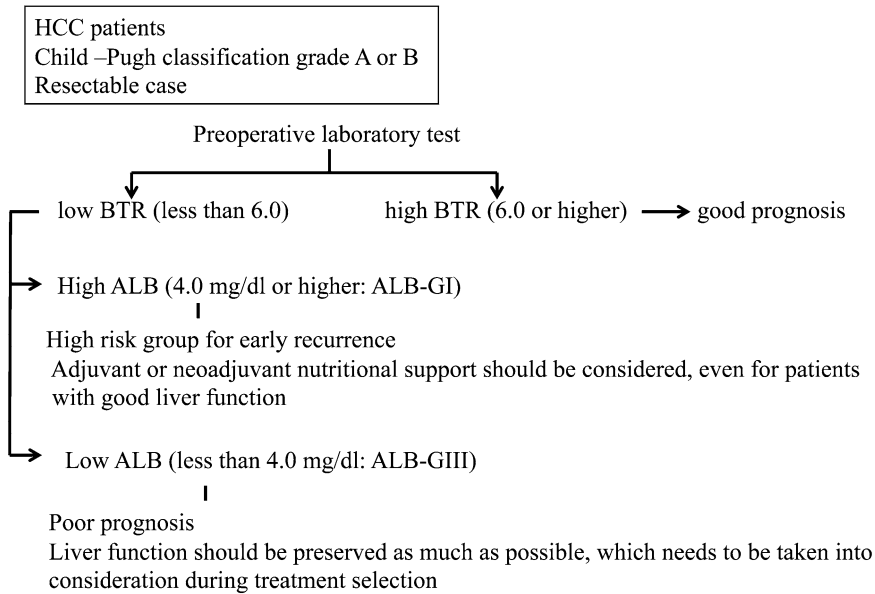 HCC patients
Child –Pugh classification grade A or B
Resectable case
Preoperative laboratory test
low BTR (less than 6.0)
high BTR (6.0 or higher)
good prognosis
High ALB (4.0 mg/dl or higher: ALB-GI)
High risk group for early recurrence
Adjuvant or neoadjuvant nutritional support should be considered, even for patients
with good liver function
Low ALB (less than 4.0 mg/dl: ALB-GIII)
Poor prognosis
Liver function should be preserved as much as possible, which needs to be taken into
consideration during treatment selection